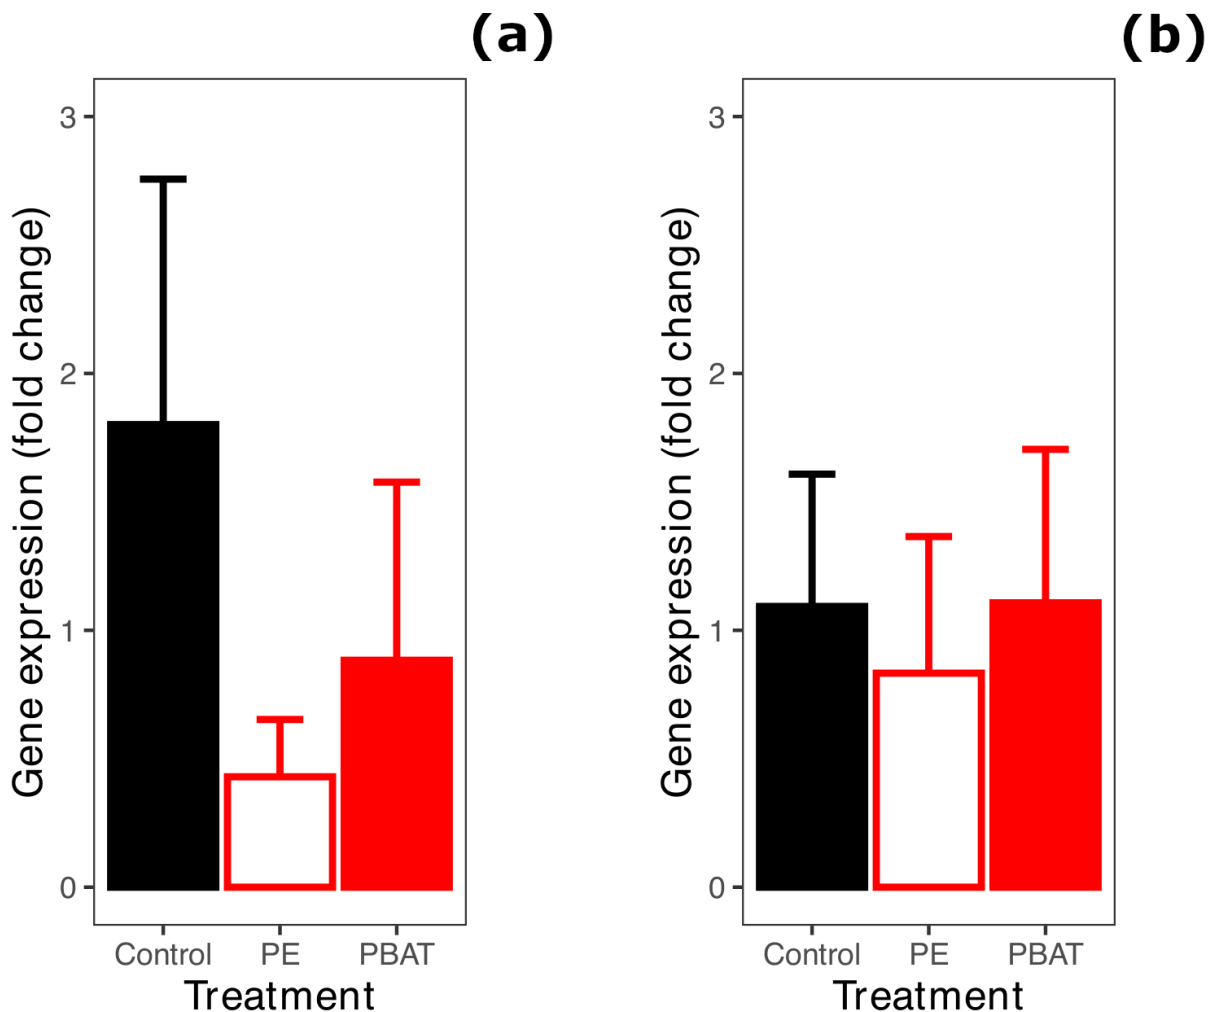 (a)
Gene expression (fold change)
3
2
1
0
Control PE PBAT
Treatment
(b)
Gene expression (fold change)
3
2
1
0
Control PE PBAT
Treatment